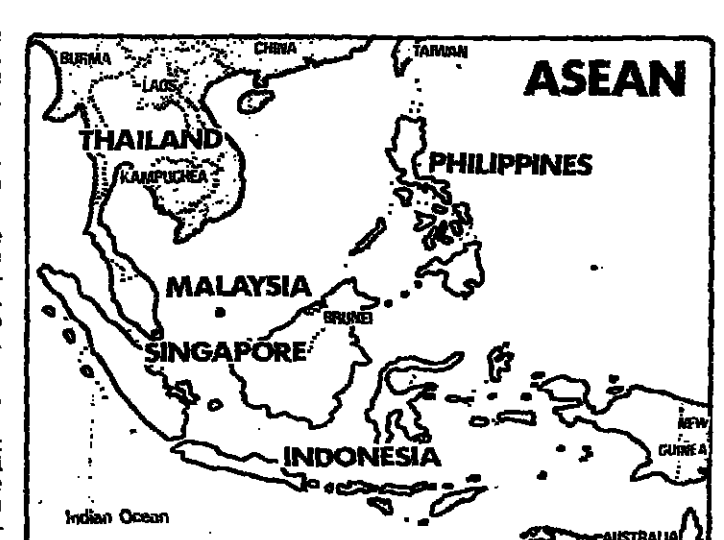 BURMA
CHINA
TAIWAN
LAOS
ASEAN
THAILAND
PHILIPPINES
KAMPUCHEA
MALAYSIA
BRUNEI
SINGAPORE
NEW
GUINEA
INDONESIA
Indian Ocean
AUSTRALIA